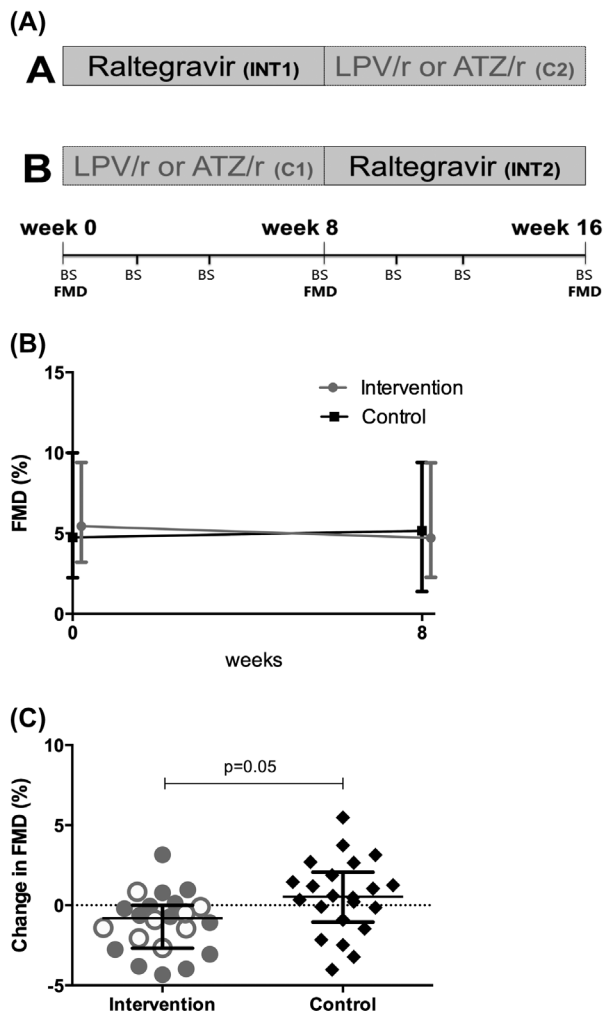 (A)
A Raltegravir (INT1) LPV/r or ATZ/r (C2)
B LPV/r or ATZ/r (C1) Raltegravir (INT2)
week 0 week 8 week 16
BS BS BS BS BS BS BS
FMD FMD FMD
(B)
15
10
5
0
FMD (%)
Intervention
Control
0 8
weeks
(C)
10
5
0
-5
Change in FMD (%)
p=0.05
Intervention Control